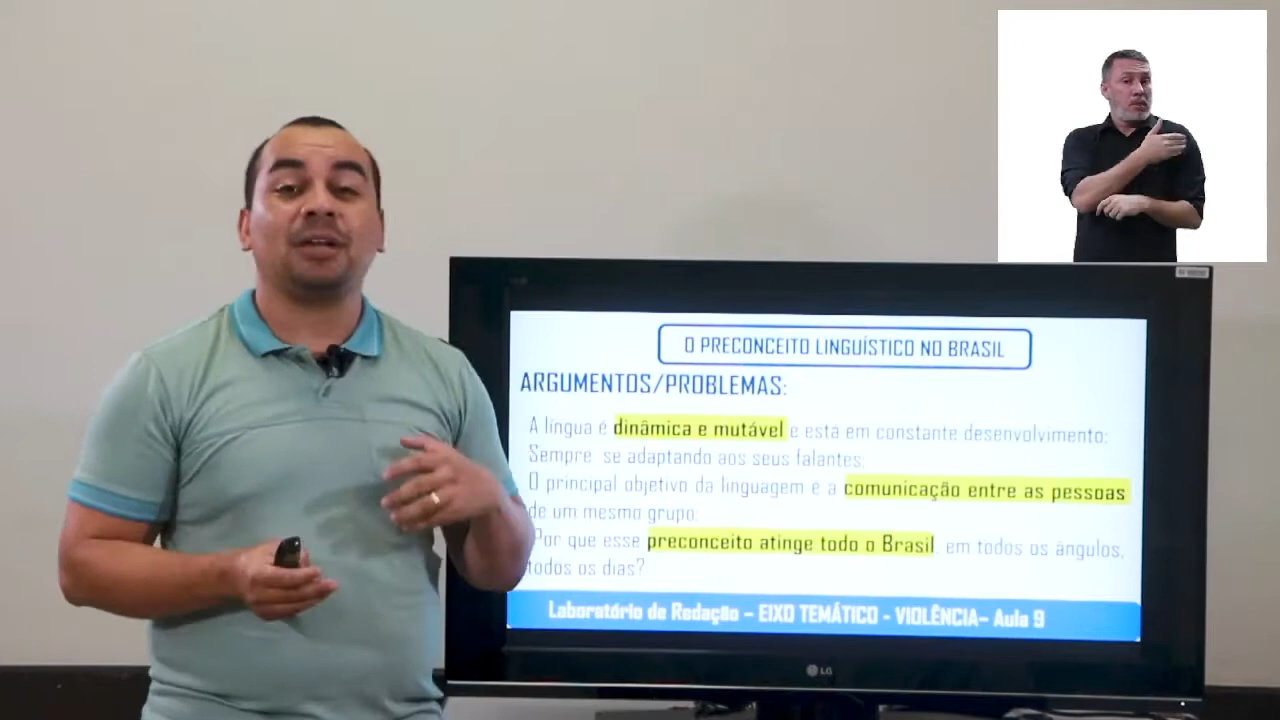 O PRECONCEITO LINGUÍSTICO NO BRASIL
ARGUMENTOS/PROBLEMAS:
A língua é dinâmica e mutável e está em constante desenvolvimento;
Sempre se adaptando aos seus falantes;
O principal objetivo da linguagem é a comunicação entre as pessoas
de um mesmo grupo;
Por que esse preconceito atinge todo o Brasil, em todos os ângulos,
todos os dias?
Laboratório de Redação – EIXO TEMÁTICO - VIOLÊNCIA– Aula 9
LG